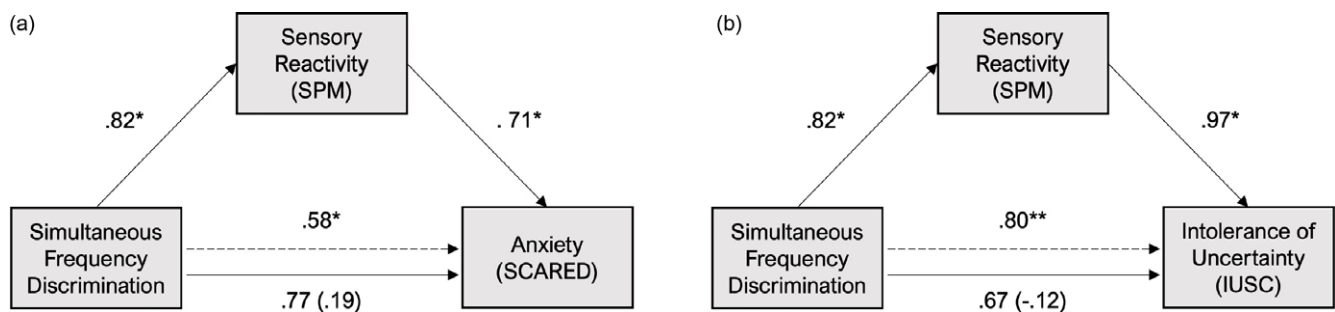 (a)
Sensory
Reactivity
(SPM)
.82*
. 71*
Simultaneous
Frequency
Discrimination
.58*
.77 (.19)
Anxiety
(SCARED)
(b)
Sensory
Reactivity
(SPM)
.82*
.97*
Simultaneous
Frequency
Discrimination
.80**
.67 (-.12)
Intolerance of
Uncertainty
(IUSC)